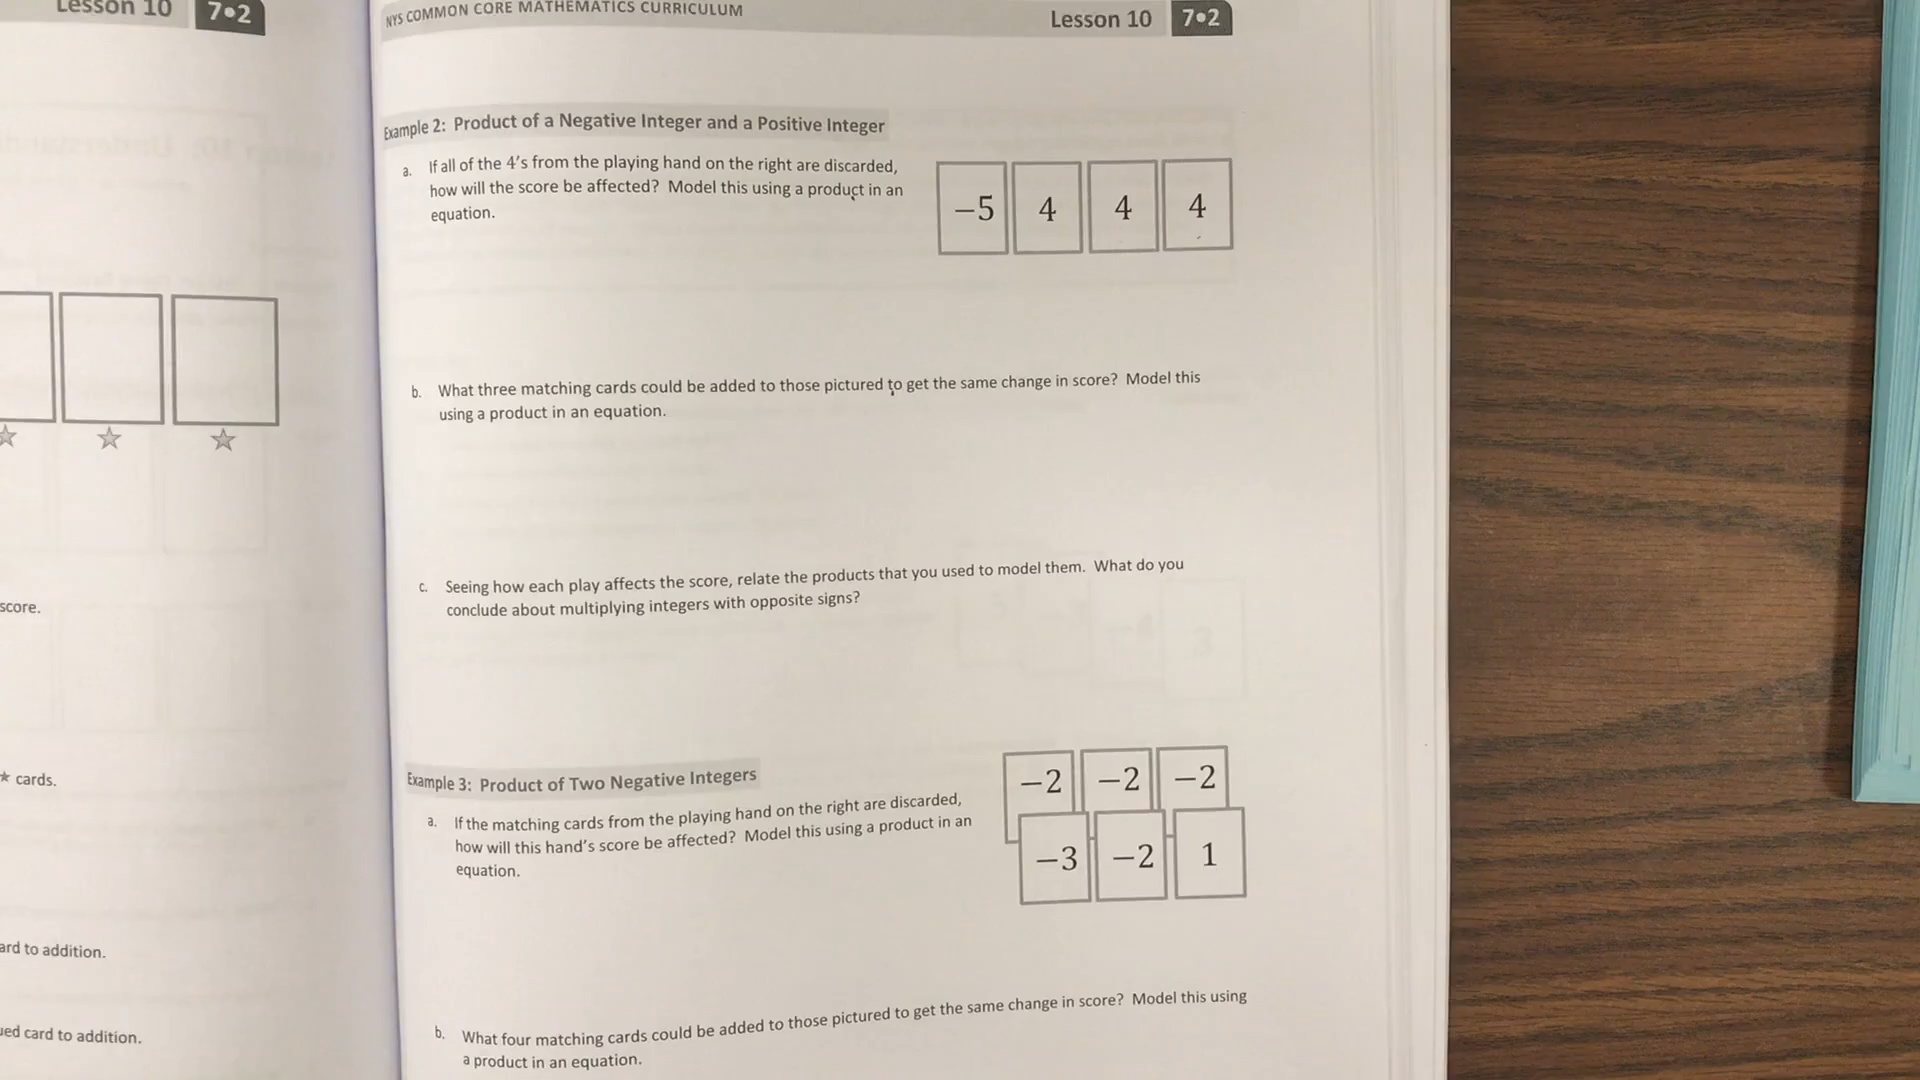 Lesson 10 7•2
score.
cards.
ard to addition.
ued card to addition.
NYS COMMON CORE MATHEMATICS CURRICULUM
Lesson 10 7•2
Example 2: Product of a Negative Integer and a Positive Integer
a. If all of the 4's from the playing hand on the right are discarded,
how will the score be affected? Model this using a product in an
equation.
−5 4 4 4
b. What three matching cards could be added to those pictured to get the same change in score? Model this
using a product in an equation.
c. Seeing how each play affects the score, relate the products that you used to model them. What do you
conclude about multiplying integers with opposite signs?
Example 3: Product of Two Negative Integers
a. If the matching cards from the playing hand on the right are discarded,
how will this hand's score be affected? Model this using a product in an
equation.
−2 −2 −2
−3 −2 1
b. What four matching cards could be added to those pictured to get the same change in score? Model this using
a product in an equation.